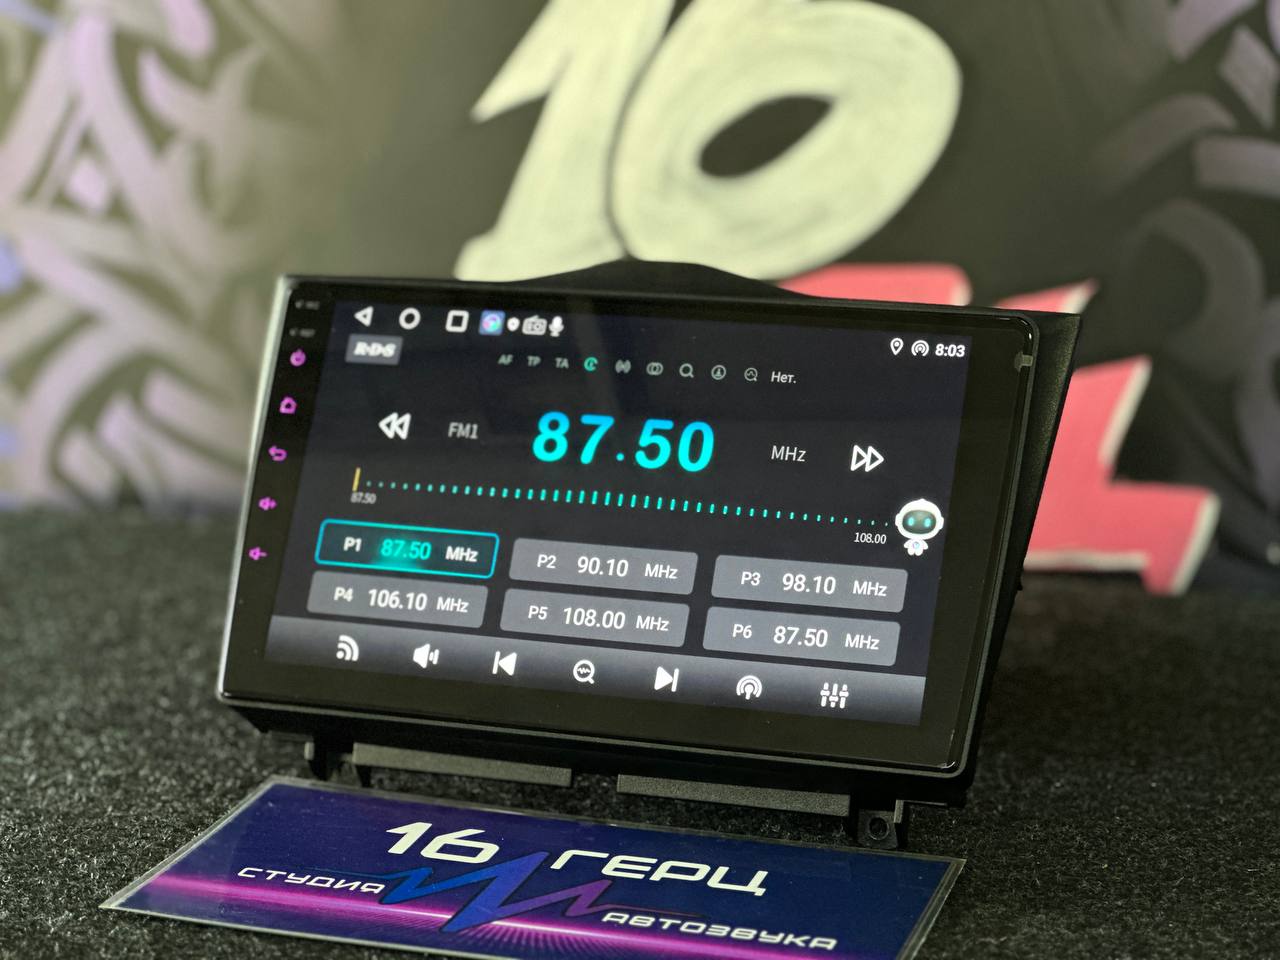 16
8:03
R·D·S
AF TP TA Нет.
FM1 87.50 MHz
87.50
108.00
P1 87.50 MHz
P2 90.10 MHz
P3 98.10 MHz
P4 106.10 MHz
P5 108.00 MHz
P6 87.50 MHz
16 ГЕРЦ
СТУДИЯ
АВТОЗВУКА